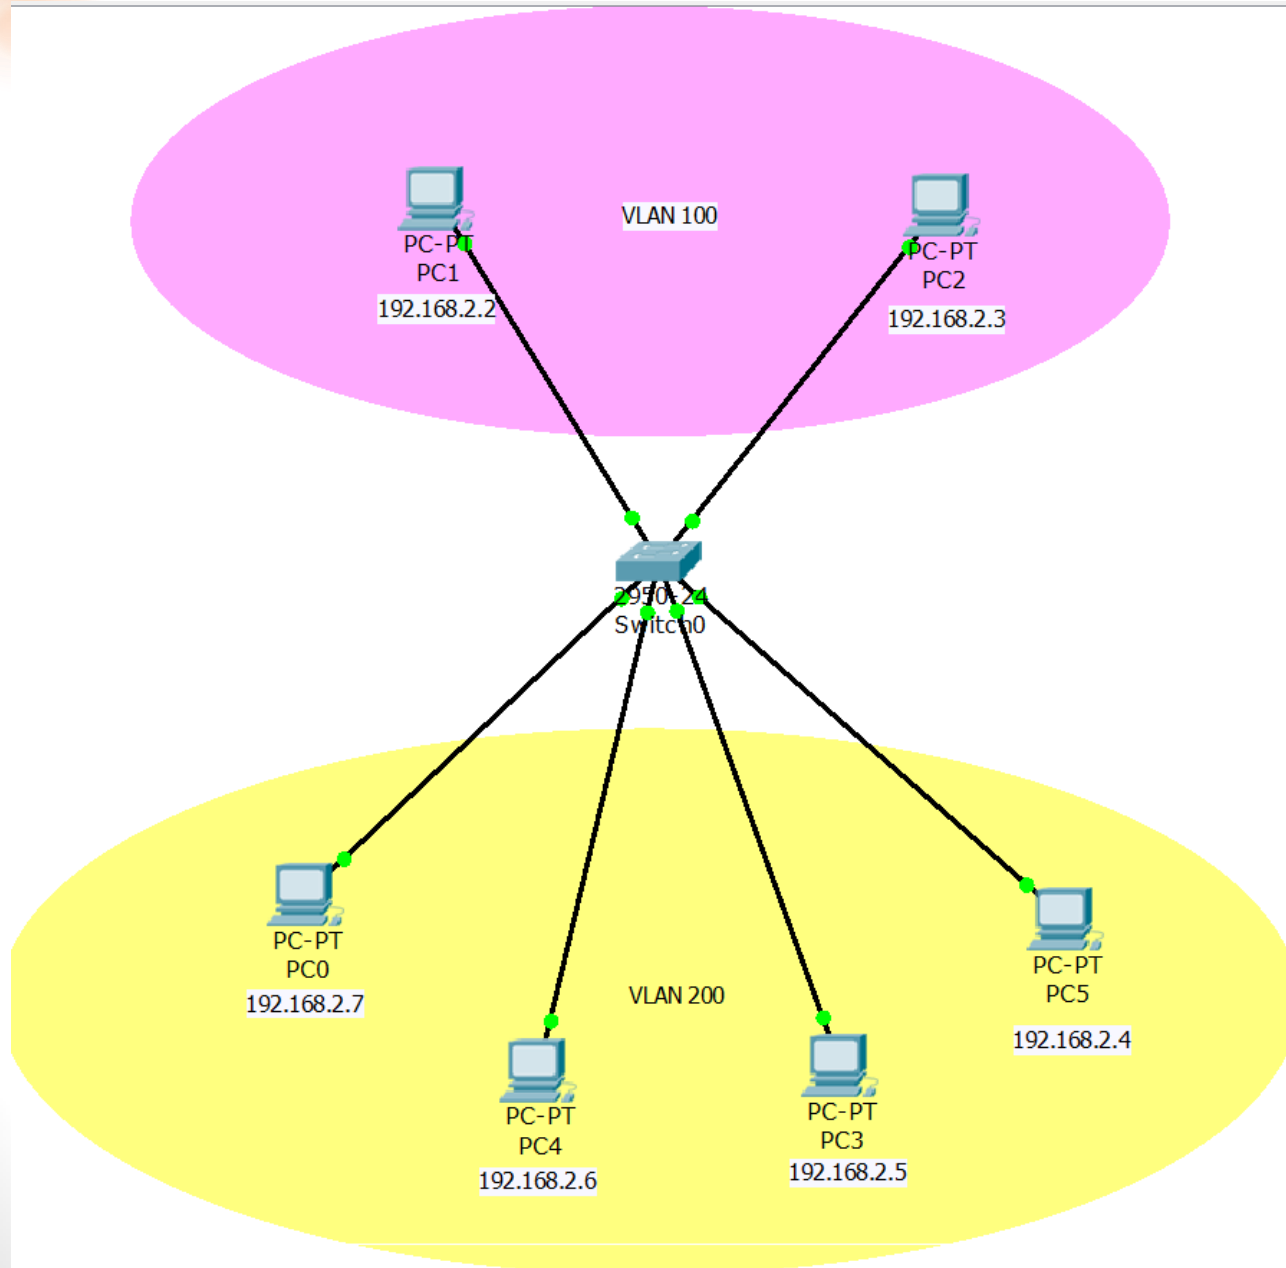 VLAN 100
PC-PT
PC1
192.168.2.2
PC-PT
PC2
192.168.2.3
2950-24
Switch0
PC-PT
PC0
192.168.2.7
VLAN 200
PC-PT
PC5
192.168.2.4
PC-PT
PC4
192.168.2.6
PC-PT
PC3
192.168.2.5